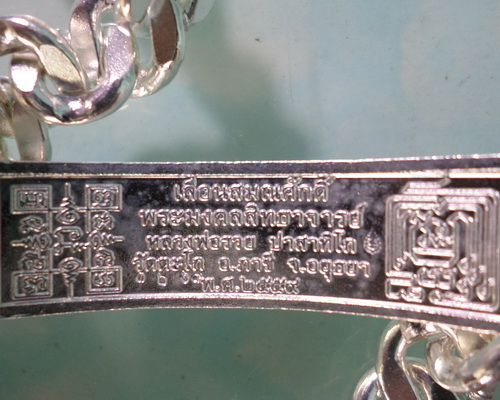 เลื่อนสมณศักดิ์
พระมงคลสิทธาจารย์
หลวงพ่อรวย ปาสาทิโก
วัดตะโก อ.ภาชี จ.อยุธยา
พ.ศ.๒๕๕๙